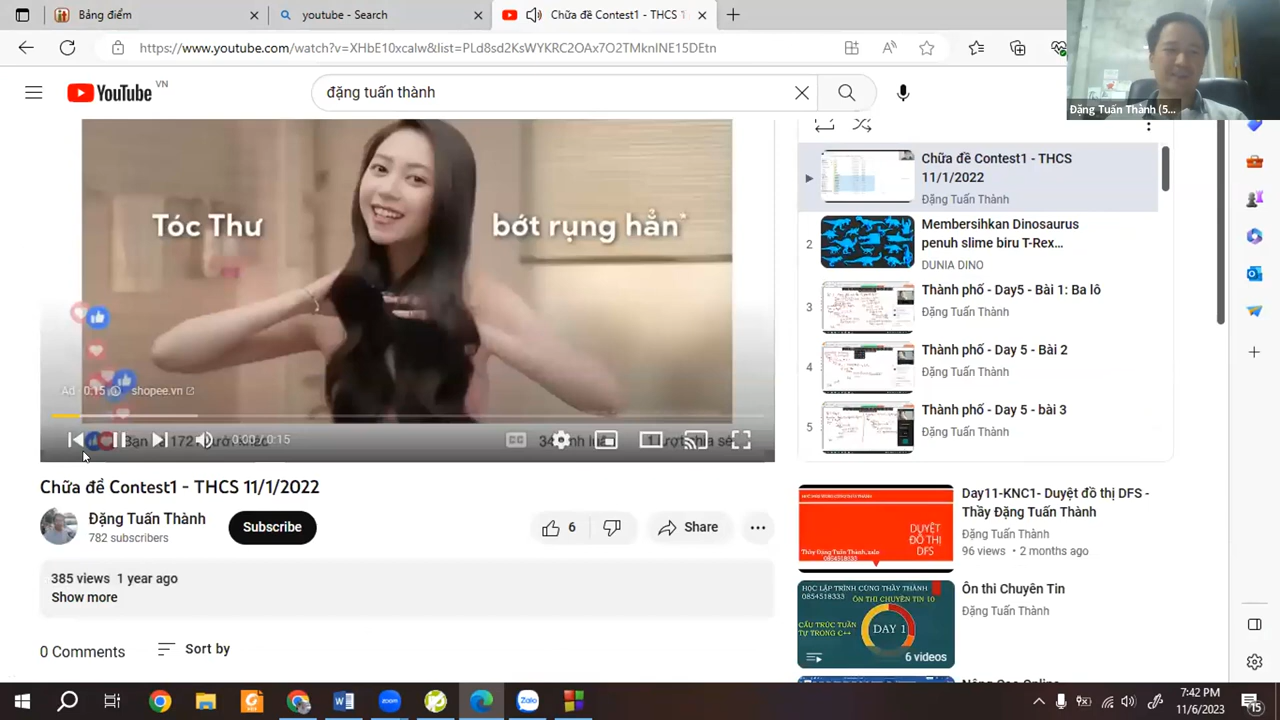 Bảng điểm
youtube - Search
Chữa đề Contest1 - THCS 1
https://www.youtube.com/watch?v=XHbE10xcalw&list=PLd8sd2KsWYKRC2OAx7O2TMknINE15DEtn
Đặng Tuấn Thành (5...
YouTube
VN
đặng tuấn thành
Tóc Thư
bớt rụng hẳn*
Ad · 0:15
shopee.vn
0:00 / 0:15
Chữa đề Contest1 - THCS 11/1/2022
Đặng Tuấn Thành
782 subscribers
Subscribe
6
Share
385 views 1 year ago
Show more
0 Comments
Sort by
Chữa đề Contest1 - THCS
11/1/2022
Đặng Tuấn Thành
2
Membersihkan Dinosaurus
penuh slime biru T-Rex...
DUNIA DINO
3
Thành phố - Day5 - Bài 1: Ba lô
Đặng Tuấn Thành
4
Thành phố - Day 5 - Bài 2
Đặng Tuấn Thành
5
Thành phố - Day 5 - bài 3
Đặng Tuấn Thành
DUYỆT
ĐỒ THỊ
DFS
Thầy Đặng Tuấn Thành, zalo
0854518333
Day11-KNC1- Duyệt đồ thị DFS -
Thầy Đặng Tuấn Thành
Đặng Tuấn Thành
96 views • 2 months ago
HỌC LẬP TRÌNH CÙNG THẦY THÀNH
0854518333
ÔN THI CHUYÊN TIN 10
CẤU TRÚC TUẦN
TỰ TRONG C++
DAY 1
6 videos
Ôn thi Chuyên Tin
Đặng Tuấn Thành
7:42 PM
11/6/2023
15